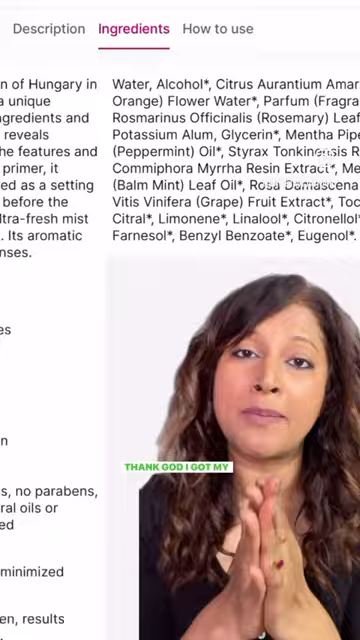 Description Ingredients How to use
n of Hungary in
a unique
ngredients and
reveals
he features and
primer, it
ed as a setting
before the
ltra-fresh mist
. Its aromatic
nses.
es
n
s, no parabens,
ral oils or
ed
minimized
en, results
Water, Alcohol*, Citrus Aurantium Amar
Orange) Flower Water*, Parfum (Fragra
Rosmarinus Officinalis (Rosemary) Leaf
Potassium Alum, Glycerin*, Mentha Pipe
(Peppermint) Oil*, Styrax Tonkinensis R
Commiphora Myrrha Resin Extract*, Me
(Balm Mint) Leaf Oil*, Rosa Damascena
Vitis Vinifera (Grape) Fruit Extract*, Toc
Citral*, Limonene*, Linalool*, Citronellol*
Farnesol*, Benzyl Benzoate*, Eugenol*.
THANK GOD I GOT MY